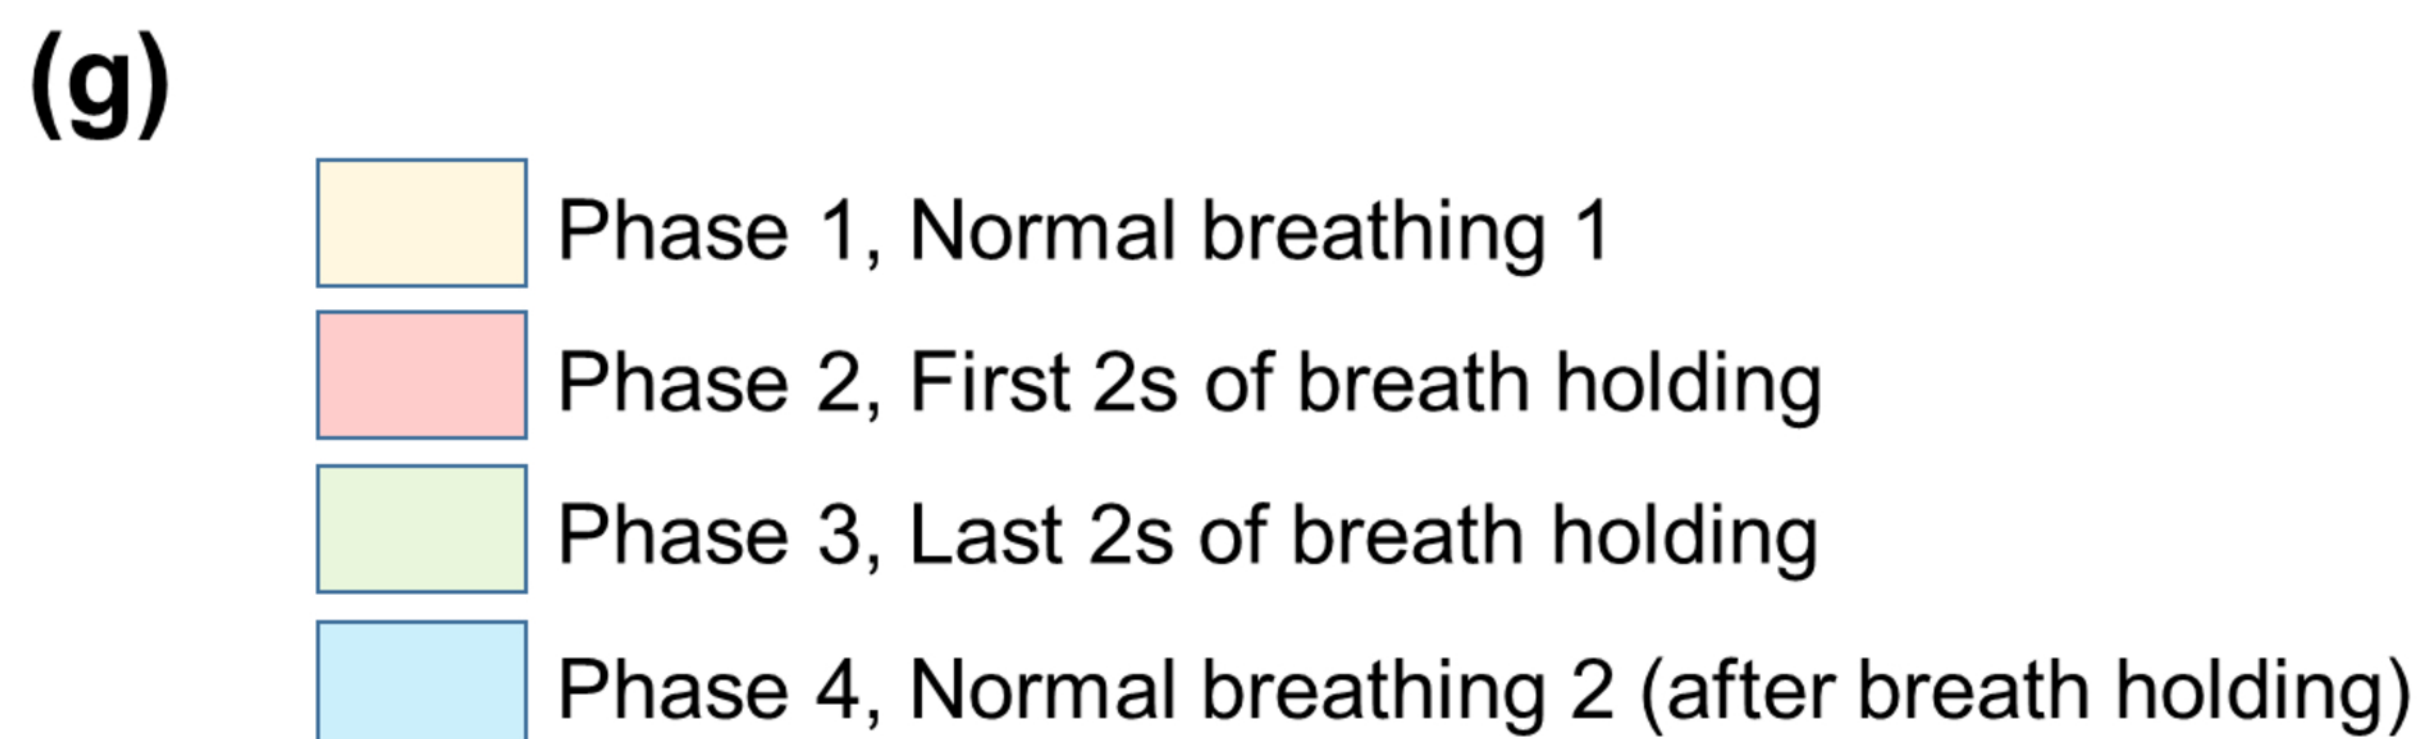 (g)
Phase 1, Normal breathing 1
Phase 2, First 2s of breath holding
Phase 3, Last 2s of breath holding
Phase 4, Normal breathing 2 (after breath holding)